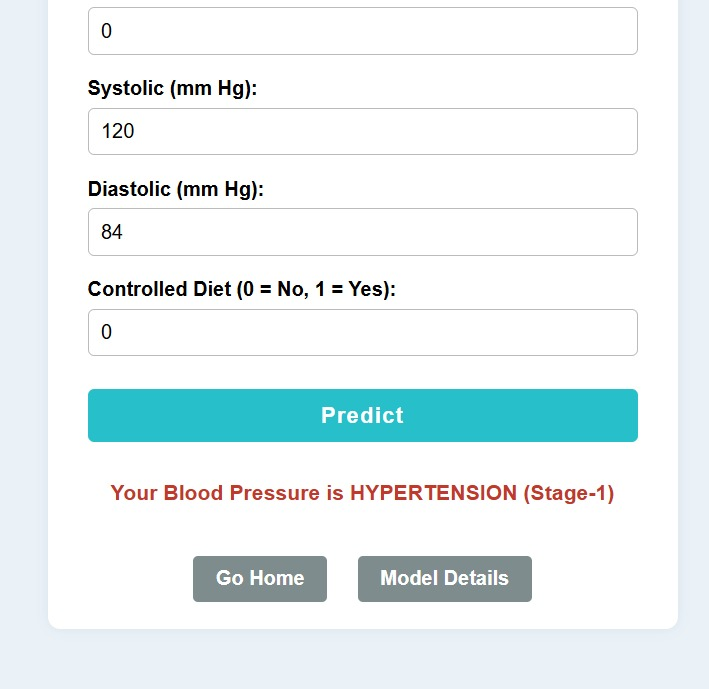 0
Systolic (mm Hg):
120
Diastolic (mm Hg):
84
Controlled Diet (0 = No, 1 = Yes):
0
Predict
Your Blood Pressure is HYPERTENSION (Stage-1)
Go Home
Model Details